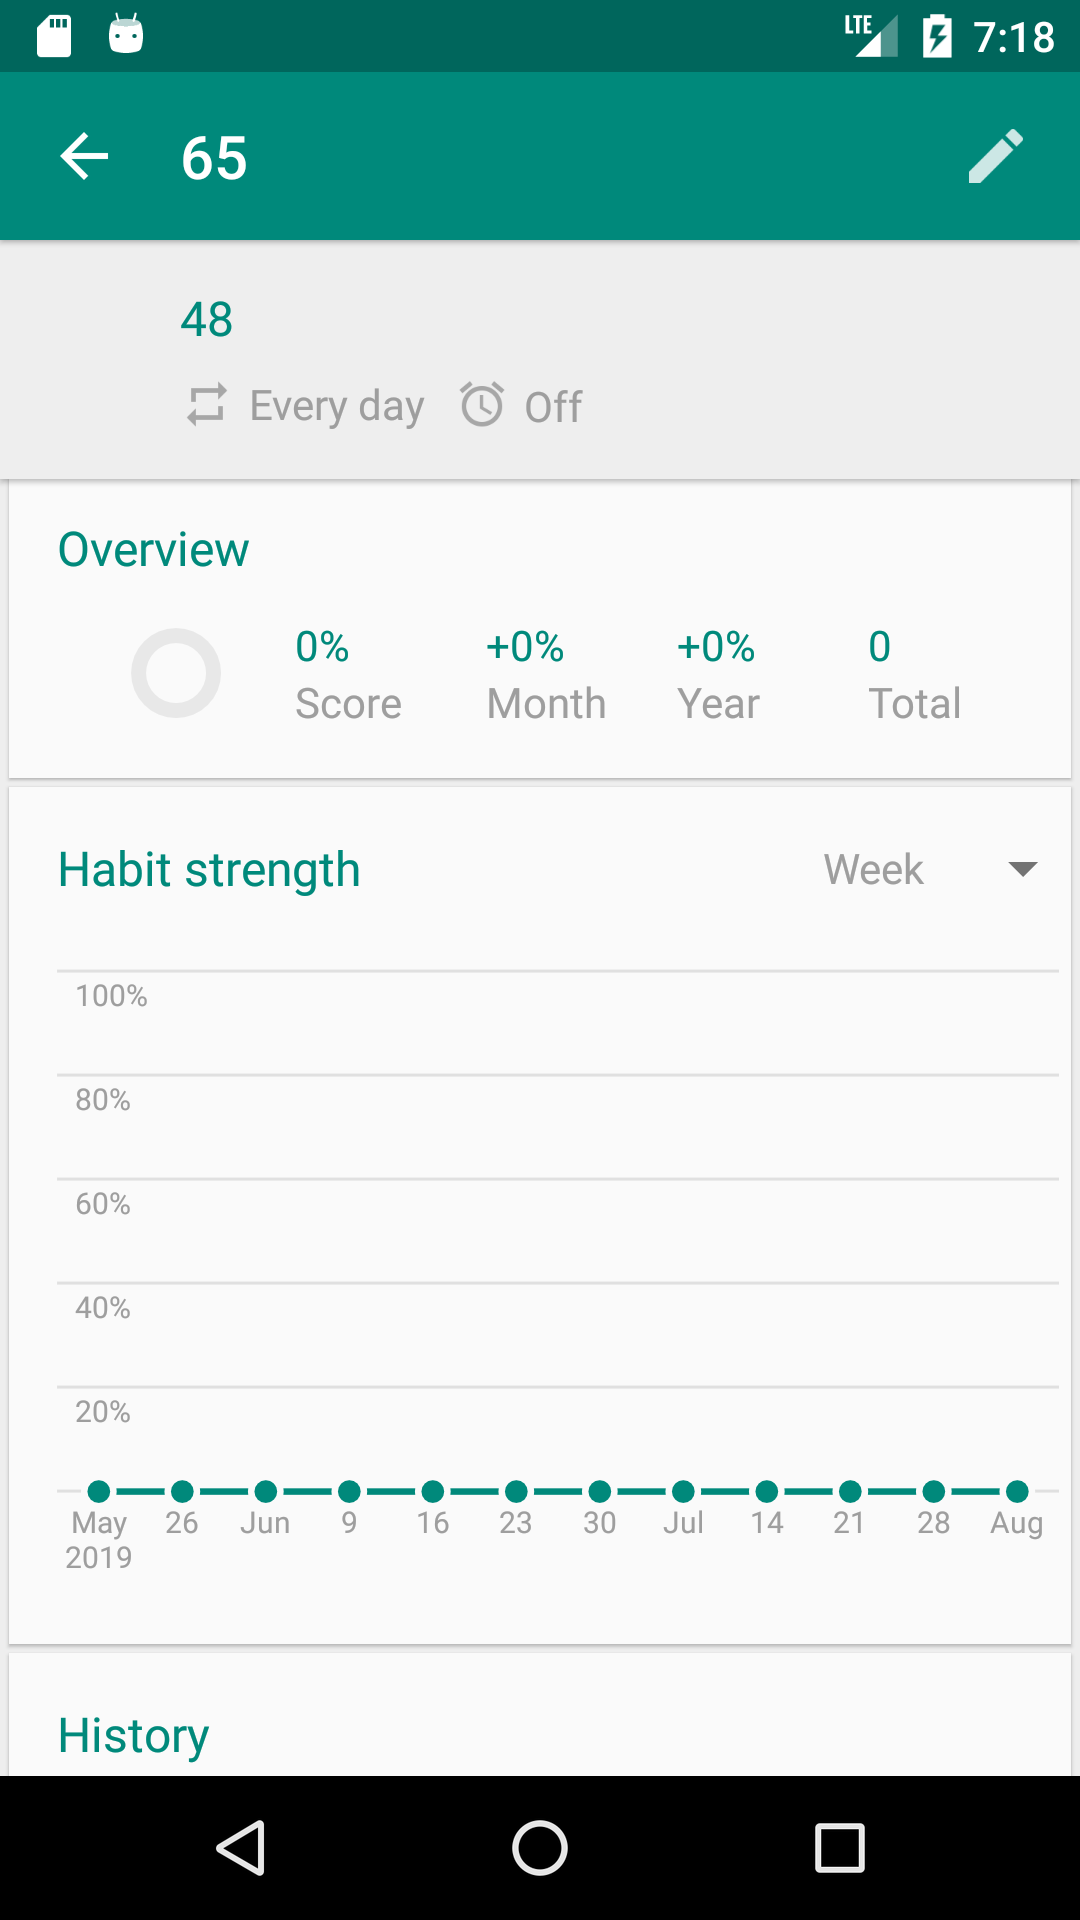 LTE 7:18
65
48
Every day Off
Overview
0% +0% +0% 0
Score Month Year Total
Habit strength Week
100%
80%
60%
40%
20%
May 26 Jun 9 16 23 30 Jul 14 21 28 Aug
2019
History